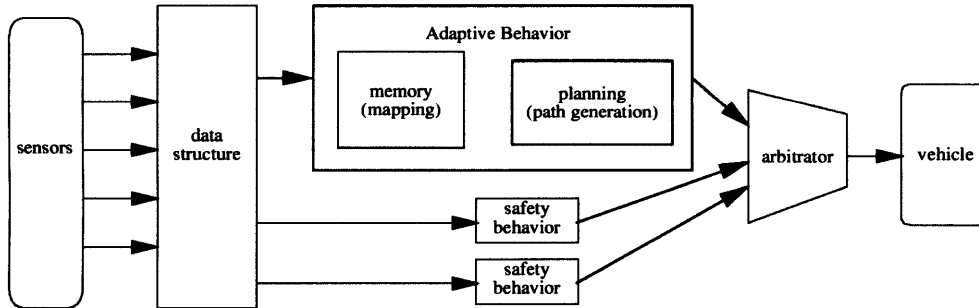 sensors
data
structure
Adaptive Behavior
memory
(mapping)
planning
(path generation)
safety
behavior
safety
behavior
arbitrator
vehicle